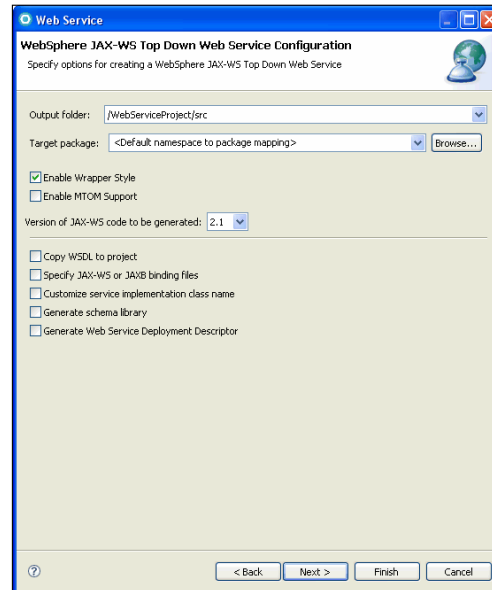 Web Service
WebSphere JAX-WS Top Down Web Service Configuration
Specify options for creating a WebSphere JAX-WS Top Down Web Service
Output folder: /WebServiceProject/src
Target package: <Default namespace to package mapping> Browse...
Enable Wrapper Style
Enable MTOM Support
Version of JAX-WS code to be generated: 2.1
Copy WSDL to project
Specify JAX-WS or JAXB binding files
Customize service implementation class name
Generate schema library
Generate Web Service Deployment Descriptor
? < Back Next > Finish Cancel